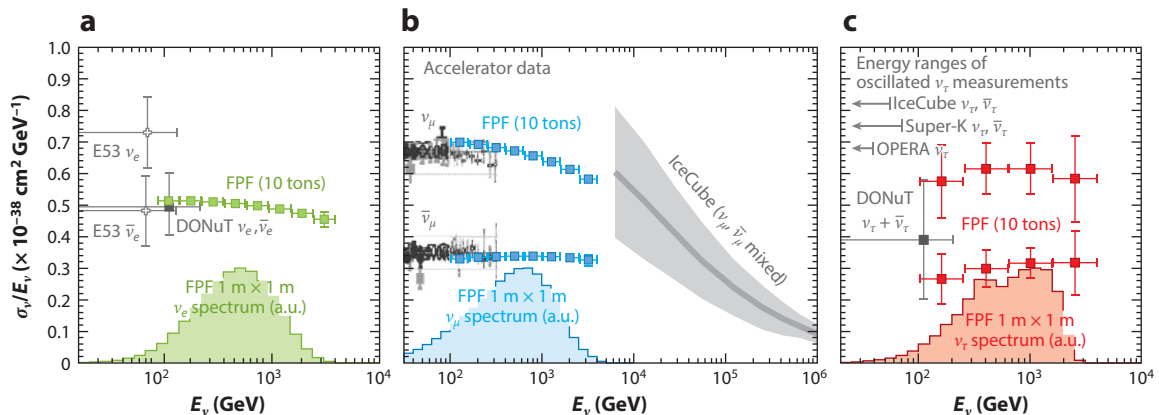 a
b
c
σν/Eν (× 10−38 cm2 GeV−1)
1.0
0.9
0.8
0.7
0.6
0.5
0.4
0.3
0.2
0.1
0
E53 νe
E53 ν̄e
FPF (10 tons)
DONuT νe, ν̄e
FPF 1 m × 1 m
νe spectrum (a.u.)
10²
10³
10⁴
Eν (GeV)
Accelerator data
νμ
FPF (10 tons)
ν̄μ
FPF 1 m × 1 m
νμ spectrum (a.u.)
IceCube (νμ, ν̄μ mixed)
10²
10³
10⁴
10⁵
10⁶
Eν (GeV)
Energy ranges of
oscillated ντ measurements
IceCube ντ, ν̄τ
Super-K ντ, ν̄τ
OPERA ντ
DONuT
ντ + ν̄τ
FPF (10 tons)
FPF 1 m × 1 m
ντ spectrum (a.u.)
10²
10³
10⁴
Eν (GeV)